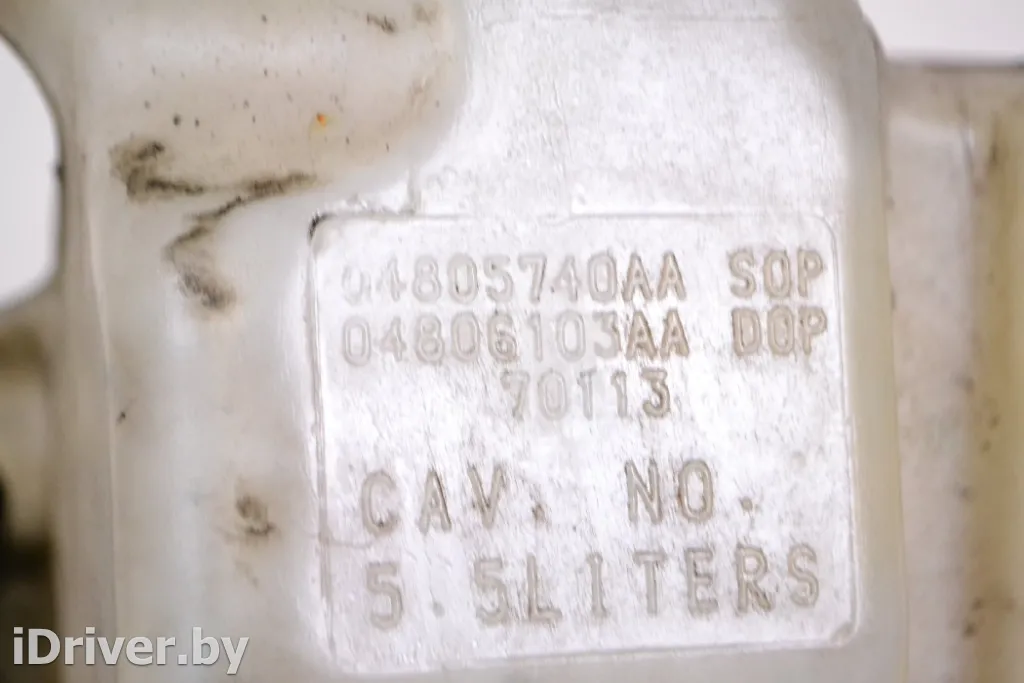 04805740AA SOP
04806103AA DOP
70113
CAV. NO.
5.5LITERS
iDriver.by